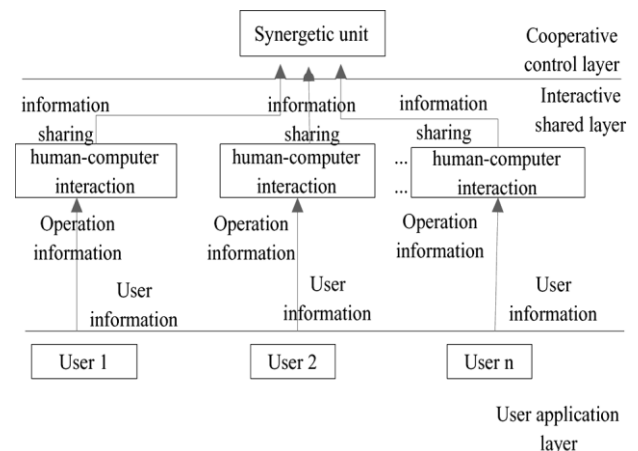 Synergetic unit
Cooperative
control layer
Interactive
shared layer
information
sharing
information
sharing
information
sharing
human-computer
interaction
human-computer
interaction
...
...
human-computer
interaction
Operation
information
Operation
information
Operation
information
User
information
User
information
User
information
User 1
User 2
User n
User application
layer